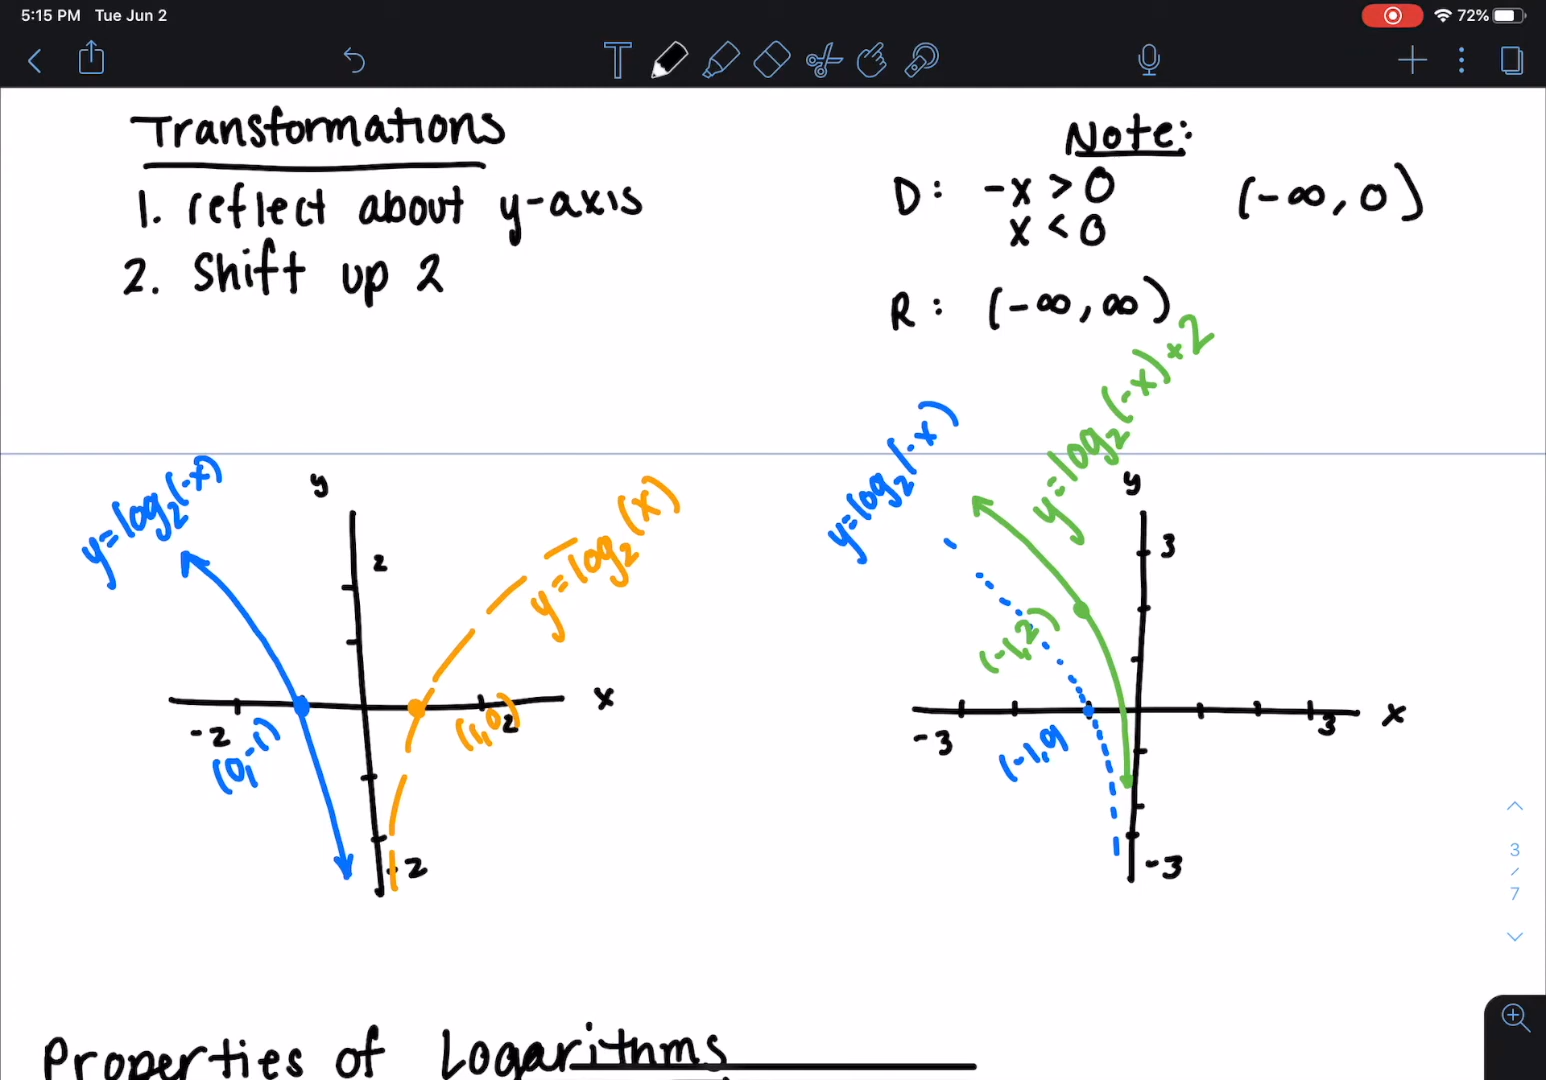 5:15 PM Tue Jun 2
72%
Transformations
1. reflect about y-axis
2. Shift up 2
Note:
D: -x > 0 (-∞, 0)
x < 0
R: (-∞, ∞)
y=log₂(-x)
y
2
y=log₂(x)
x
-2
2
(0,-1)
(1,0)
-2
y=log₂(-x)
y=log₂(-x)+2
y
3
(-1,2)
x
-3
3
(-1,0)
-3
3
/
7
Properties of Logarithms